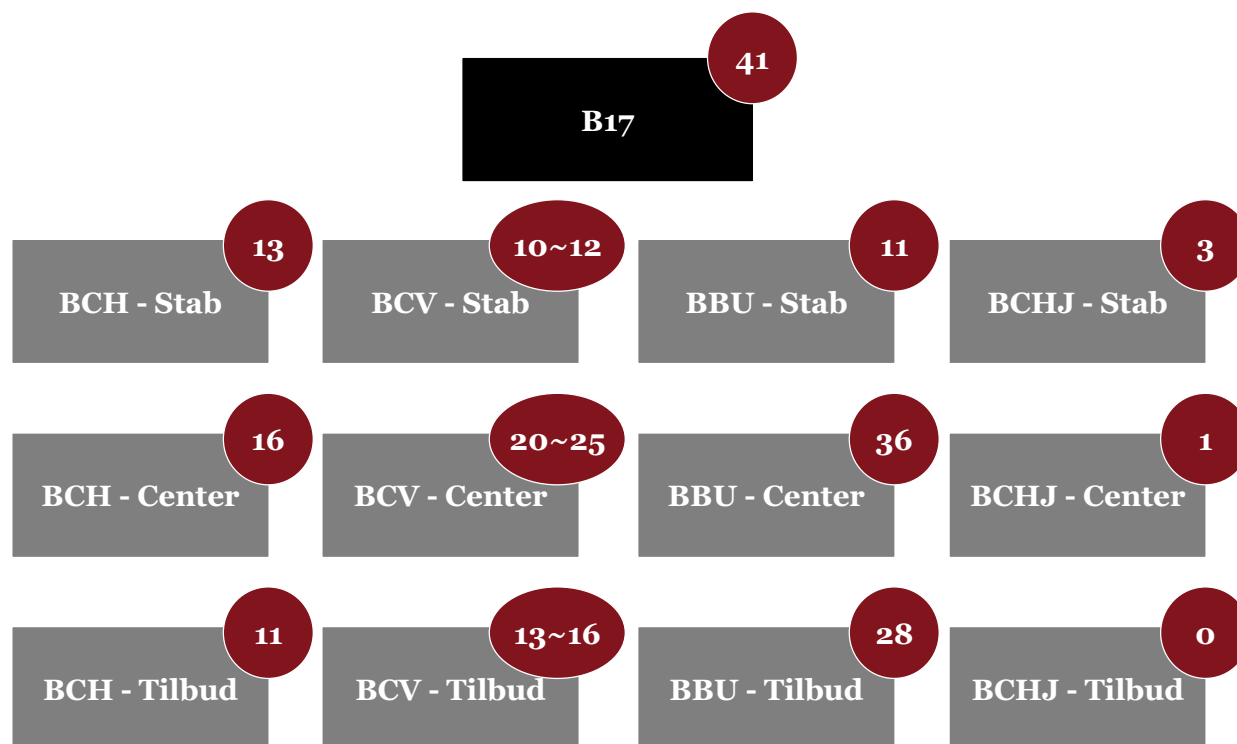 41
B17
13
10~12
11
3
BCH - Stab
BCV - Stab
BBU - Stab
BCHJ - Stab
16
20~25
36
1
BCH - Center
BCV - Center
BBU - Center
BCHJ - Center
11
13~16
28
0
BCH - Tilbud
BCV - Tilbud
BBU - Tilbud
BCHJ - Tilbud